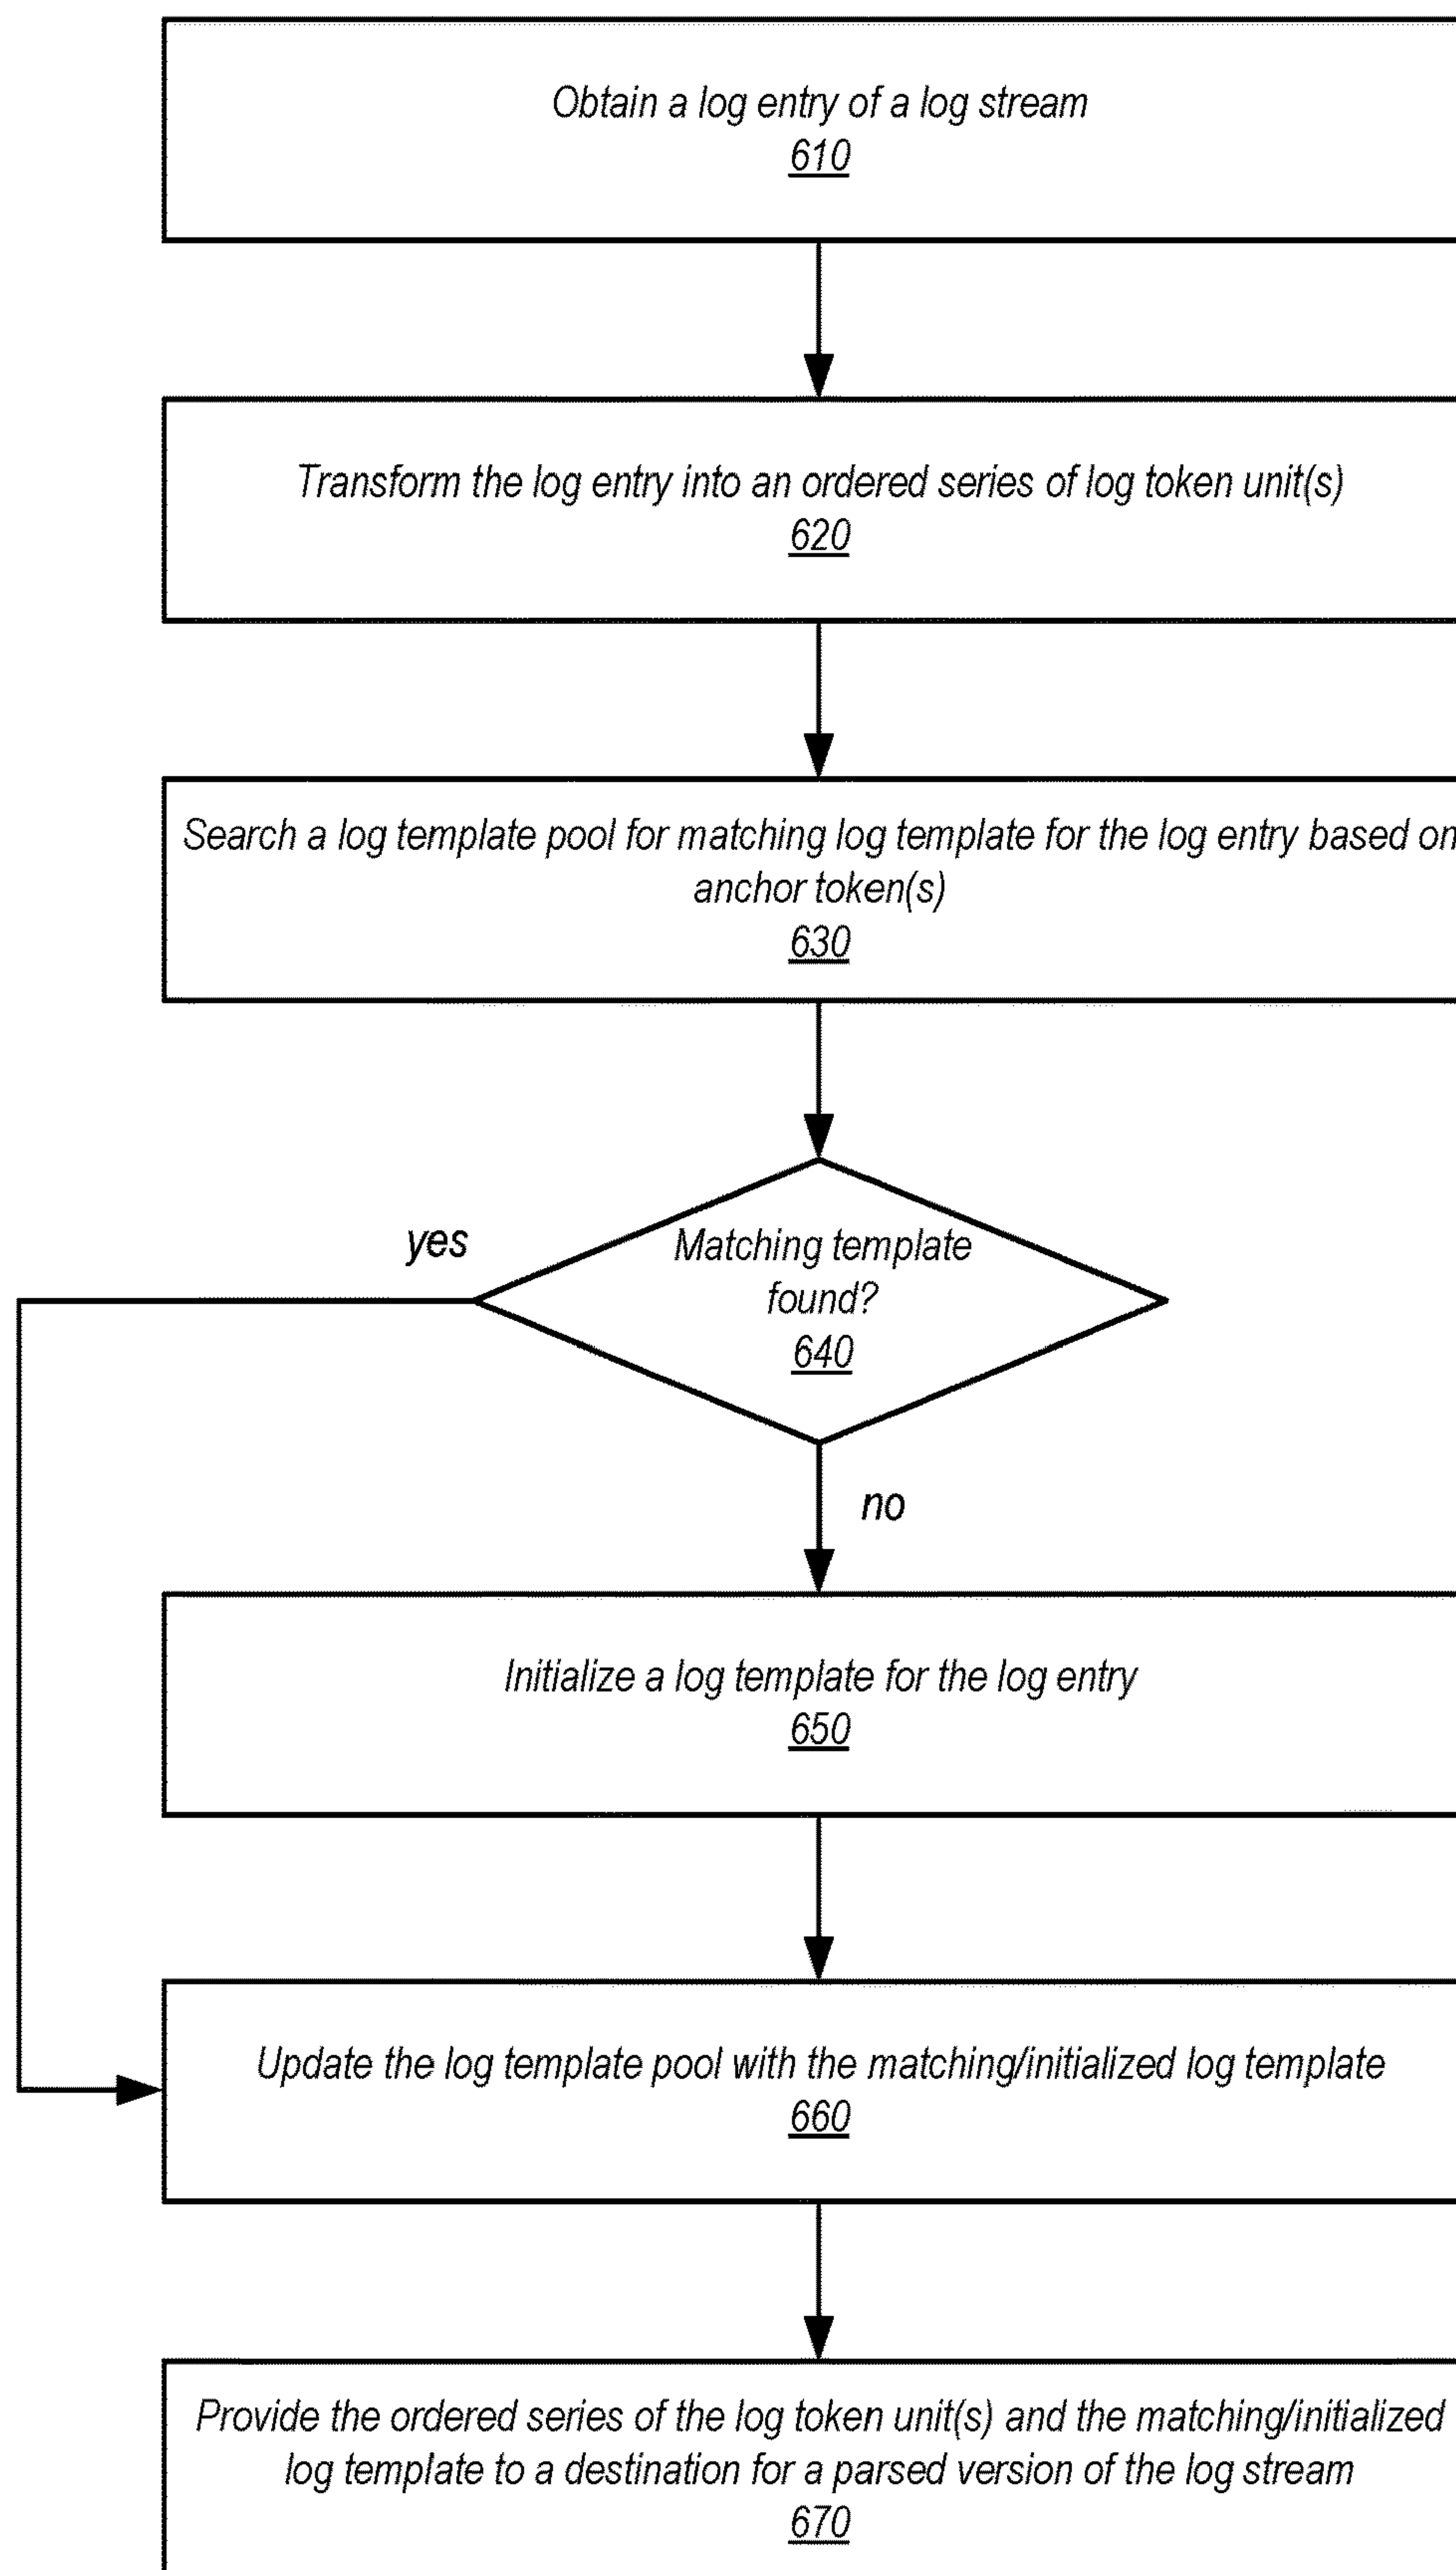 Obtain a log entry of a log stream
610
Transform the log entry into an ordered series of log token unit(s)
620
Search a log template pool for matching log template for the log entry based on
anchor token(s)
630
yes
Matching template
found?
640
no
Initialize a log template for the log entry
650
Update the log template pool with the matching/initialized log template
660
Provide the ordered series of the log token unit(s) and the matching/initialized
log template to a destination for a parsed version of the log stream
670